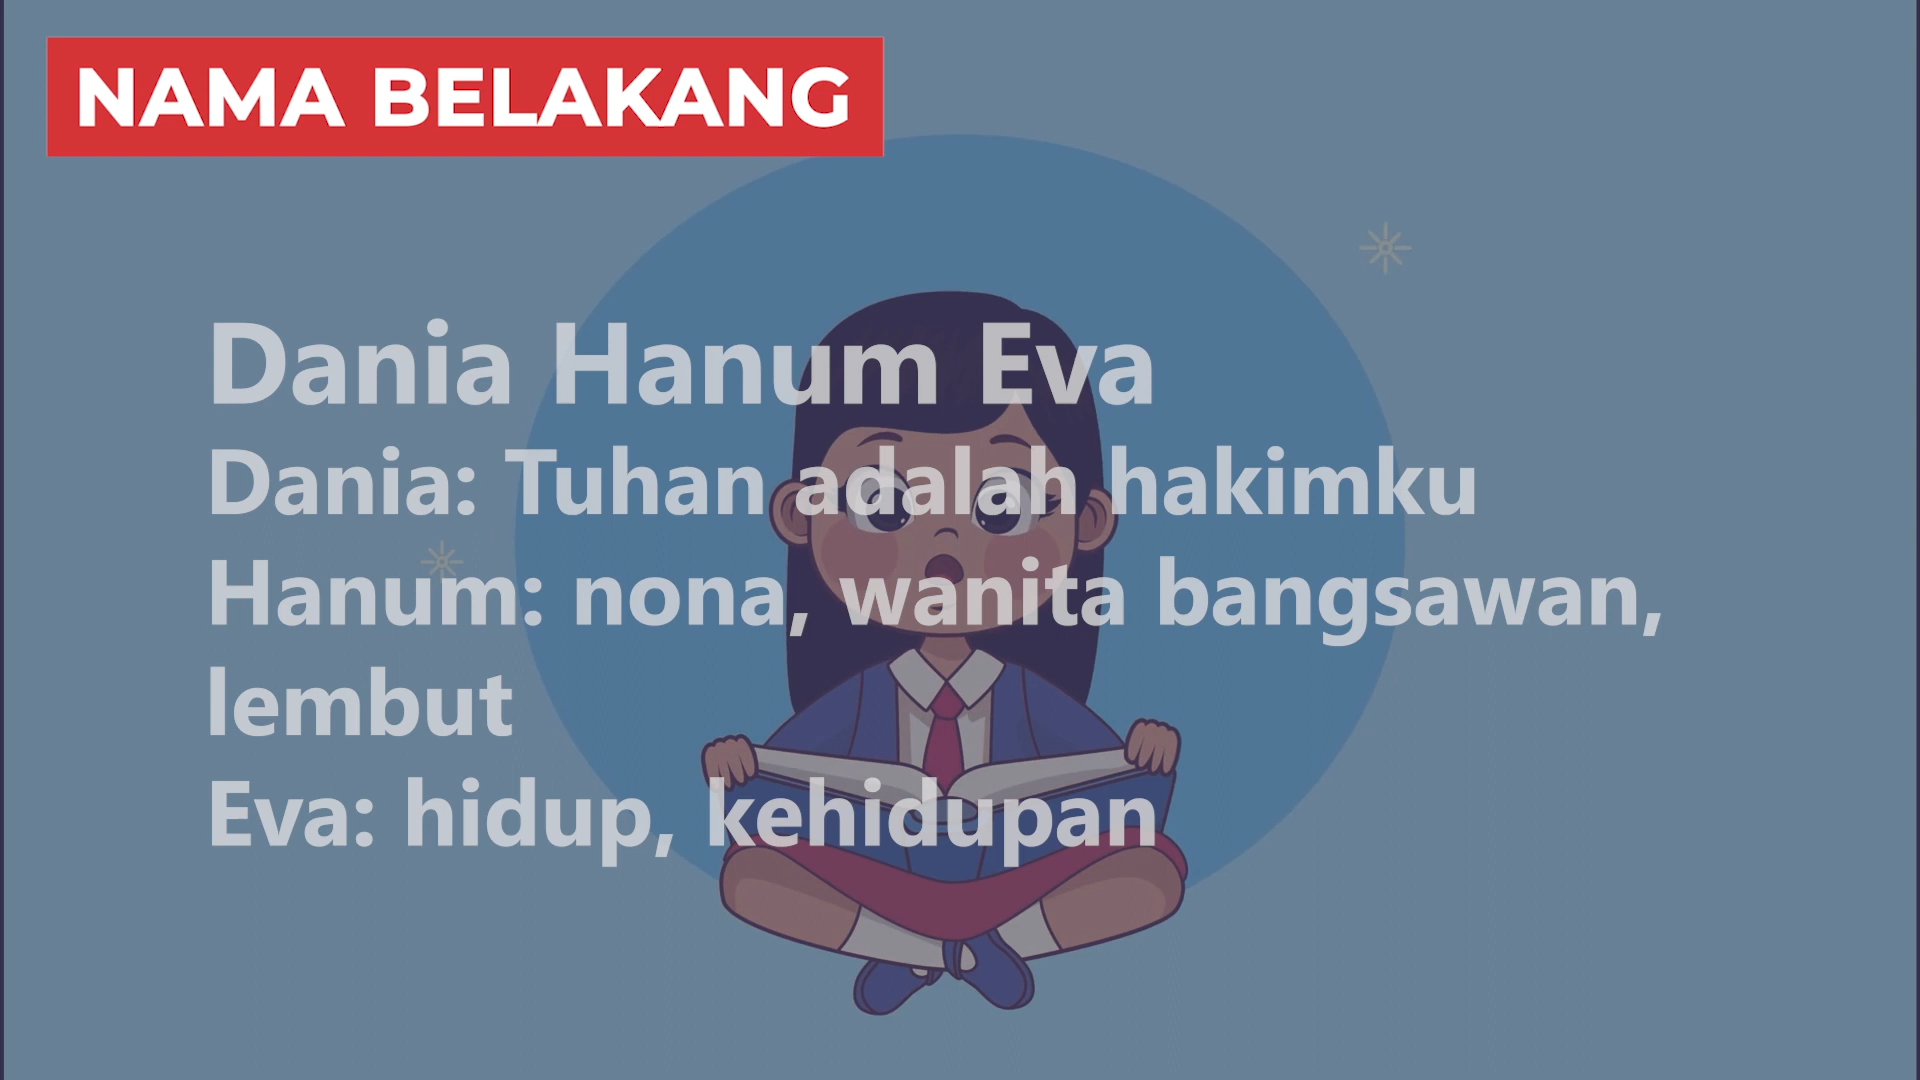 NAMA BELAKANG
Dania Hanum Eva
Dania: Tuhan adalah hakimku
Hanum: nona, wanita bangsawan,
lembut
Eva: hidup, kehidupan